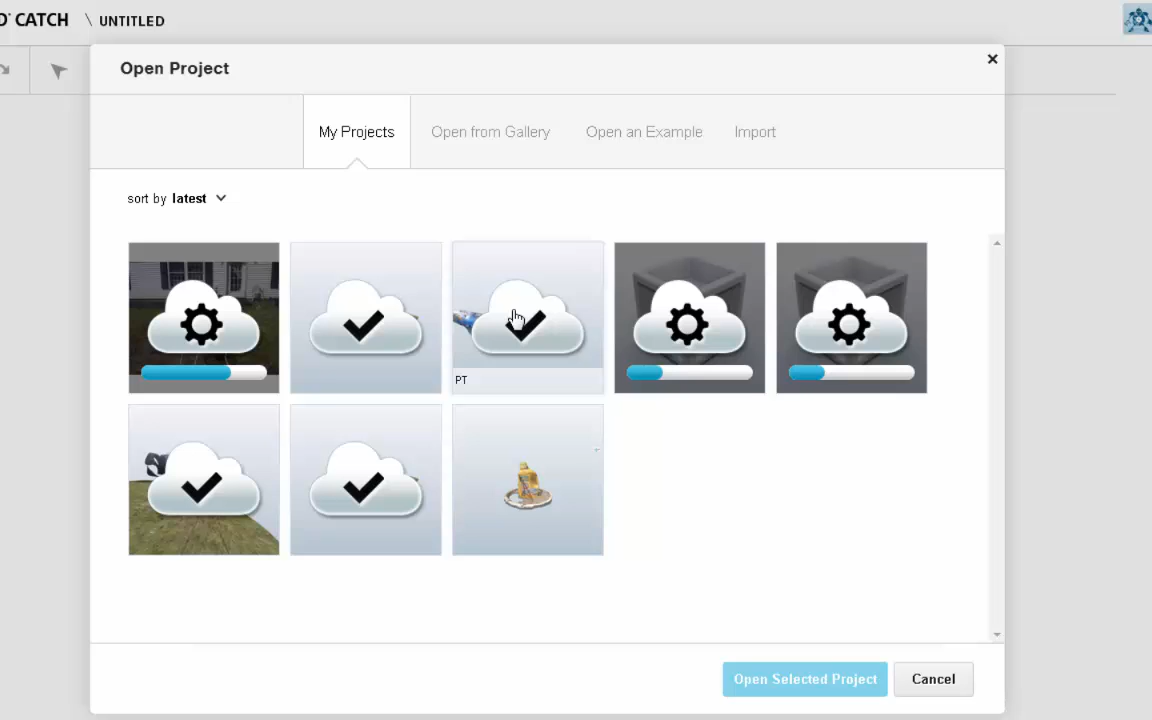 D° CATCH \ UNTITLED
Open Project
My Projects Open from Gallery Open an Example Import
sort by latest
PT
Open Selected Project Cancel